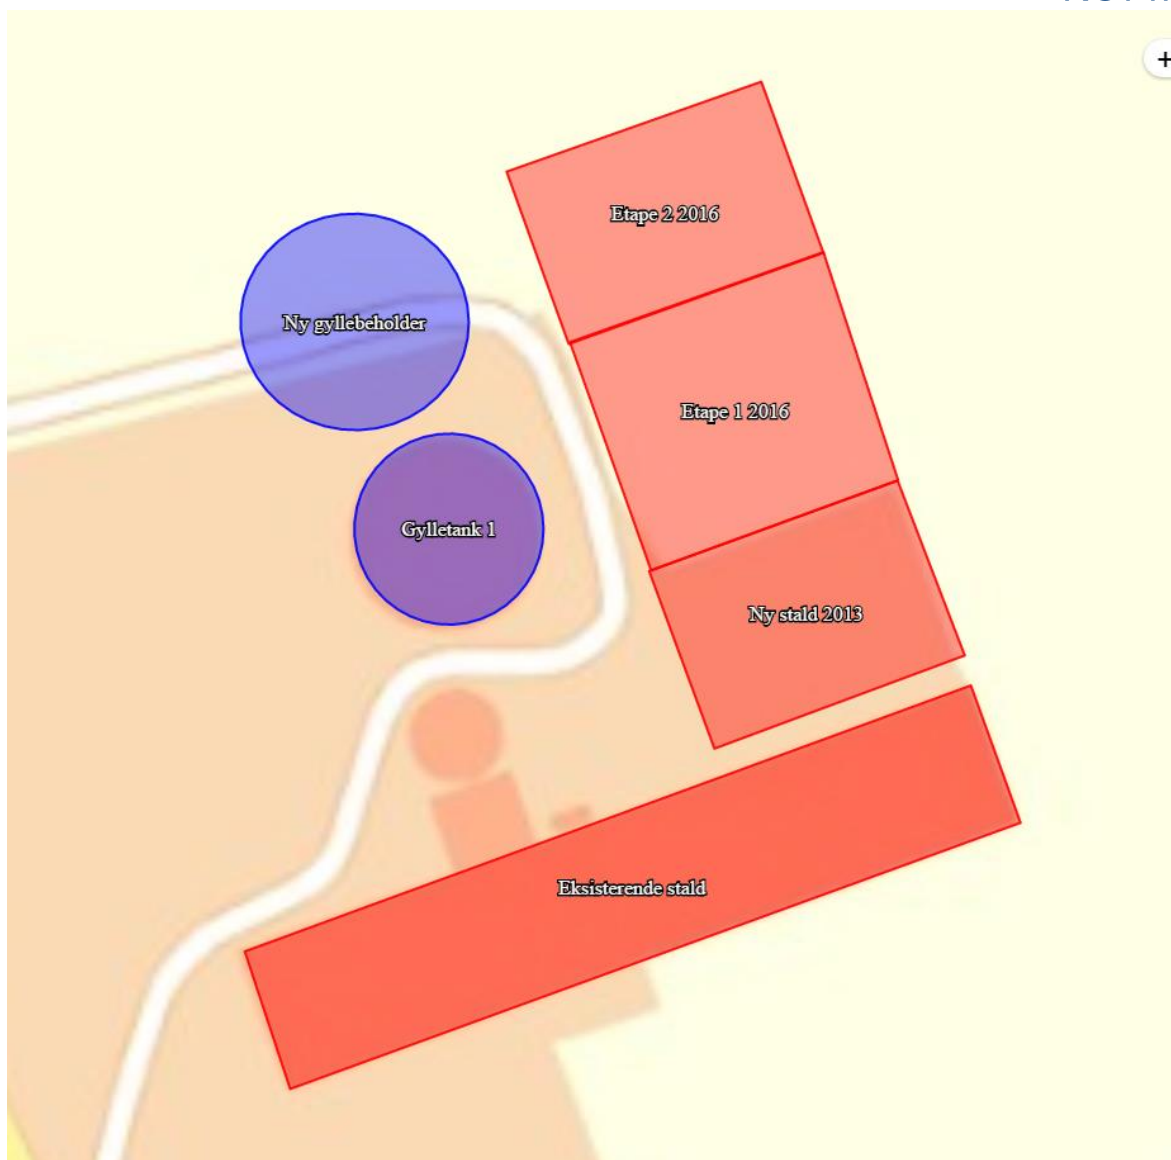 +
Etape 2 2016
Ny gyllebeholder
Etape 1 2016
Gylletank 1
Ny stald 2013
Eksisterende stald